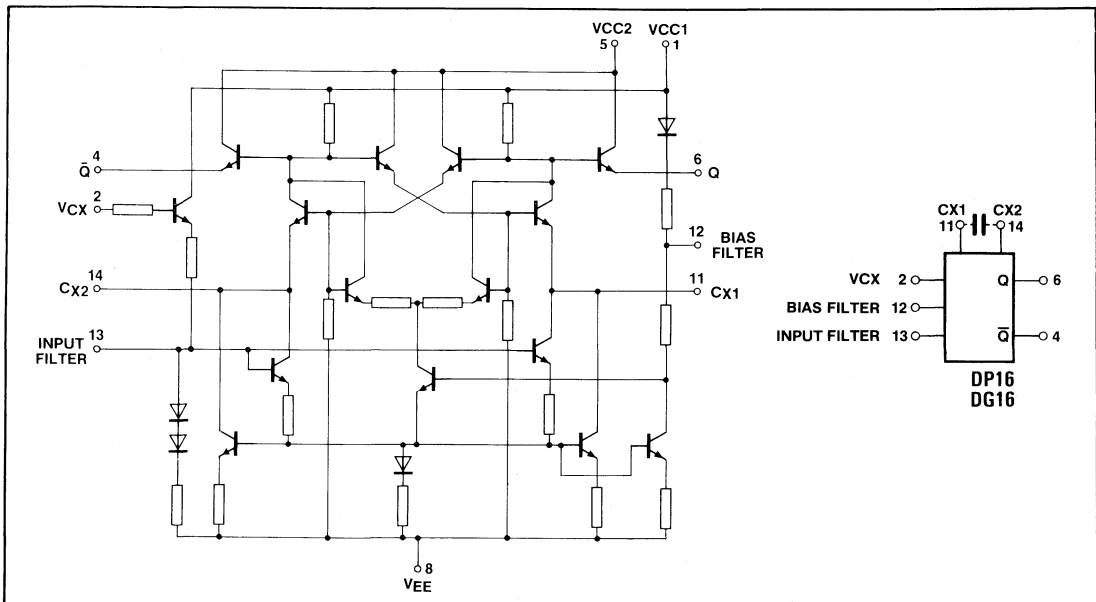 VCC2 VCC1
5 1
4
Q̄
6
Q
2
VCX
12
BIAS
FILTER
14
CX2
11
CX1
13
INPUT
FILTER
8
VEE
CX1 CX2
11 14
VCX 2 Q 6
BIAS FILTER 12
INPUT FILTER 13 Q̄ 4
DP16
DG16